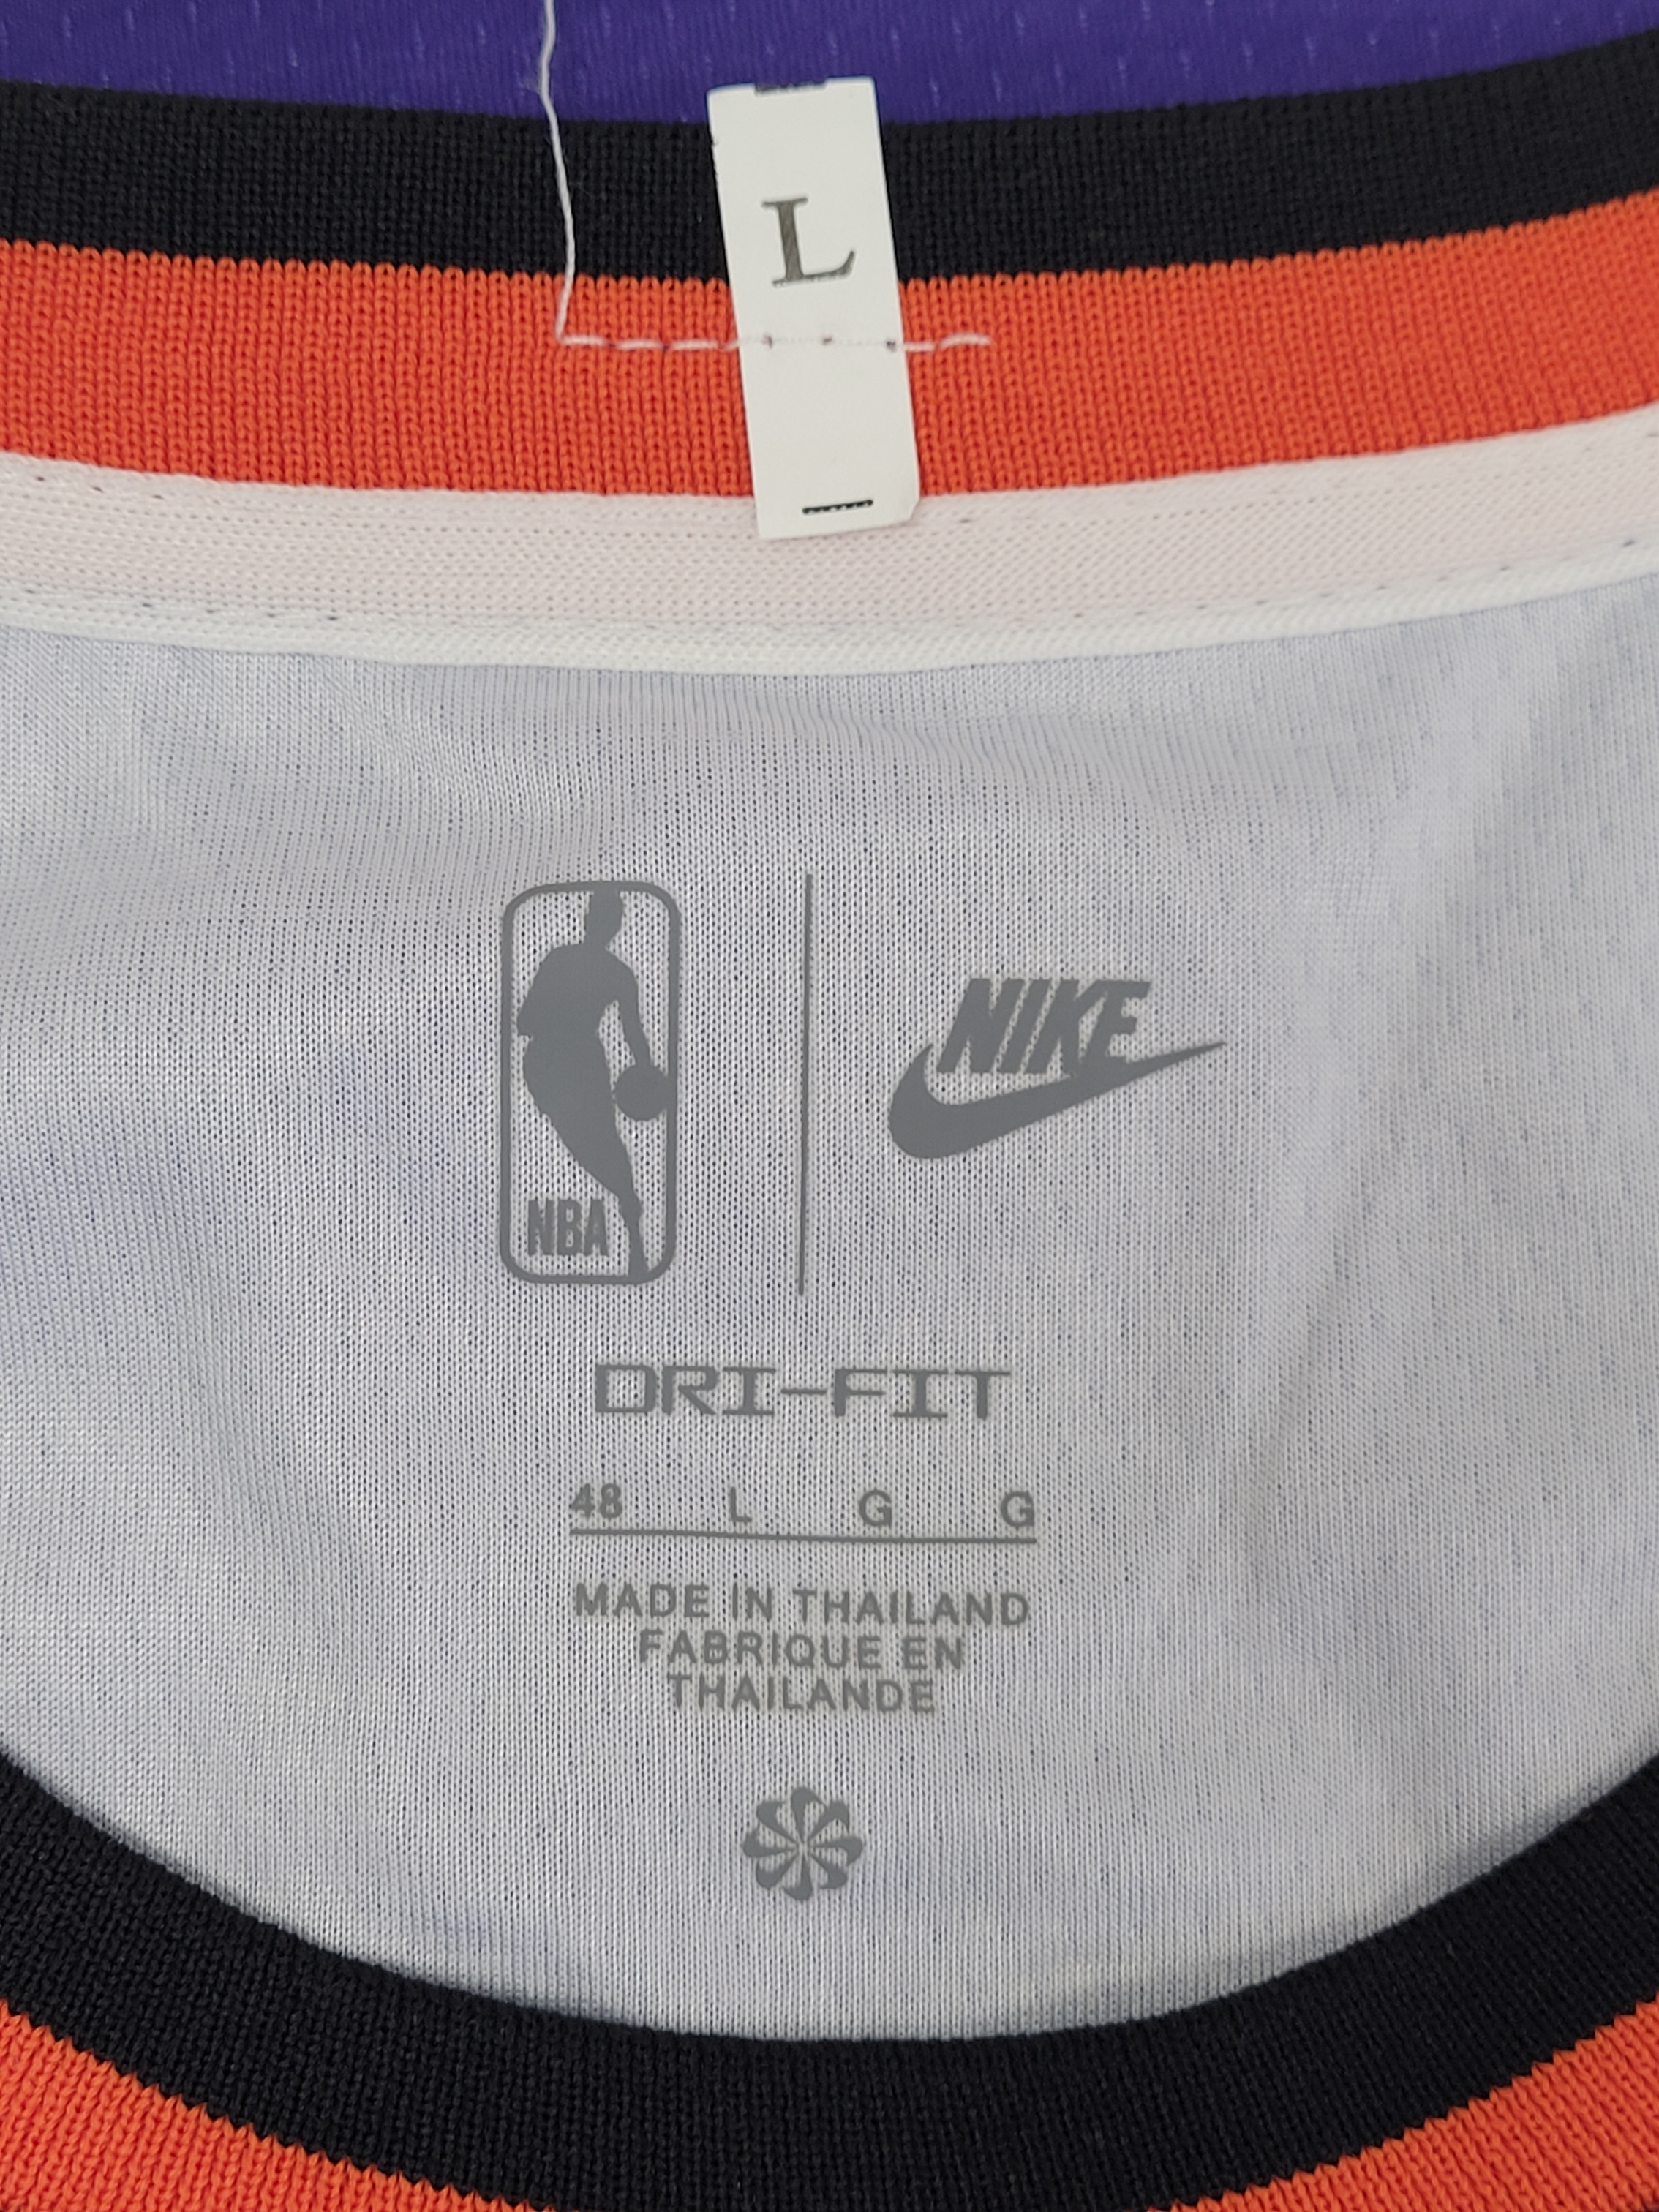 L
NBA
NIKE
DRI-FIT
48 L G G
MADE IN THAILAND
FABRIQUE EN
THAILANDE